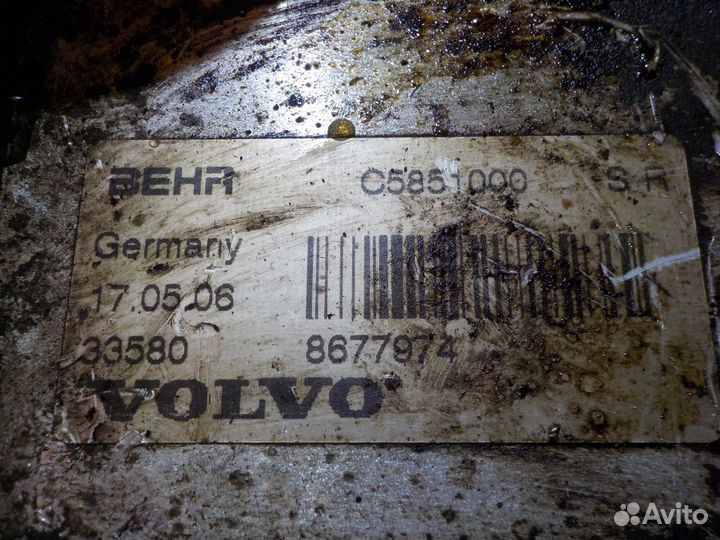 BEHR C5851000 S R
Germany
17.05.06
33580 8677974
VOLVO
Avito